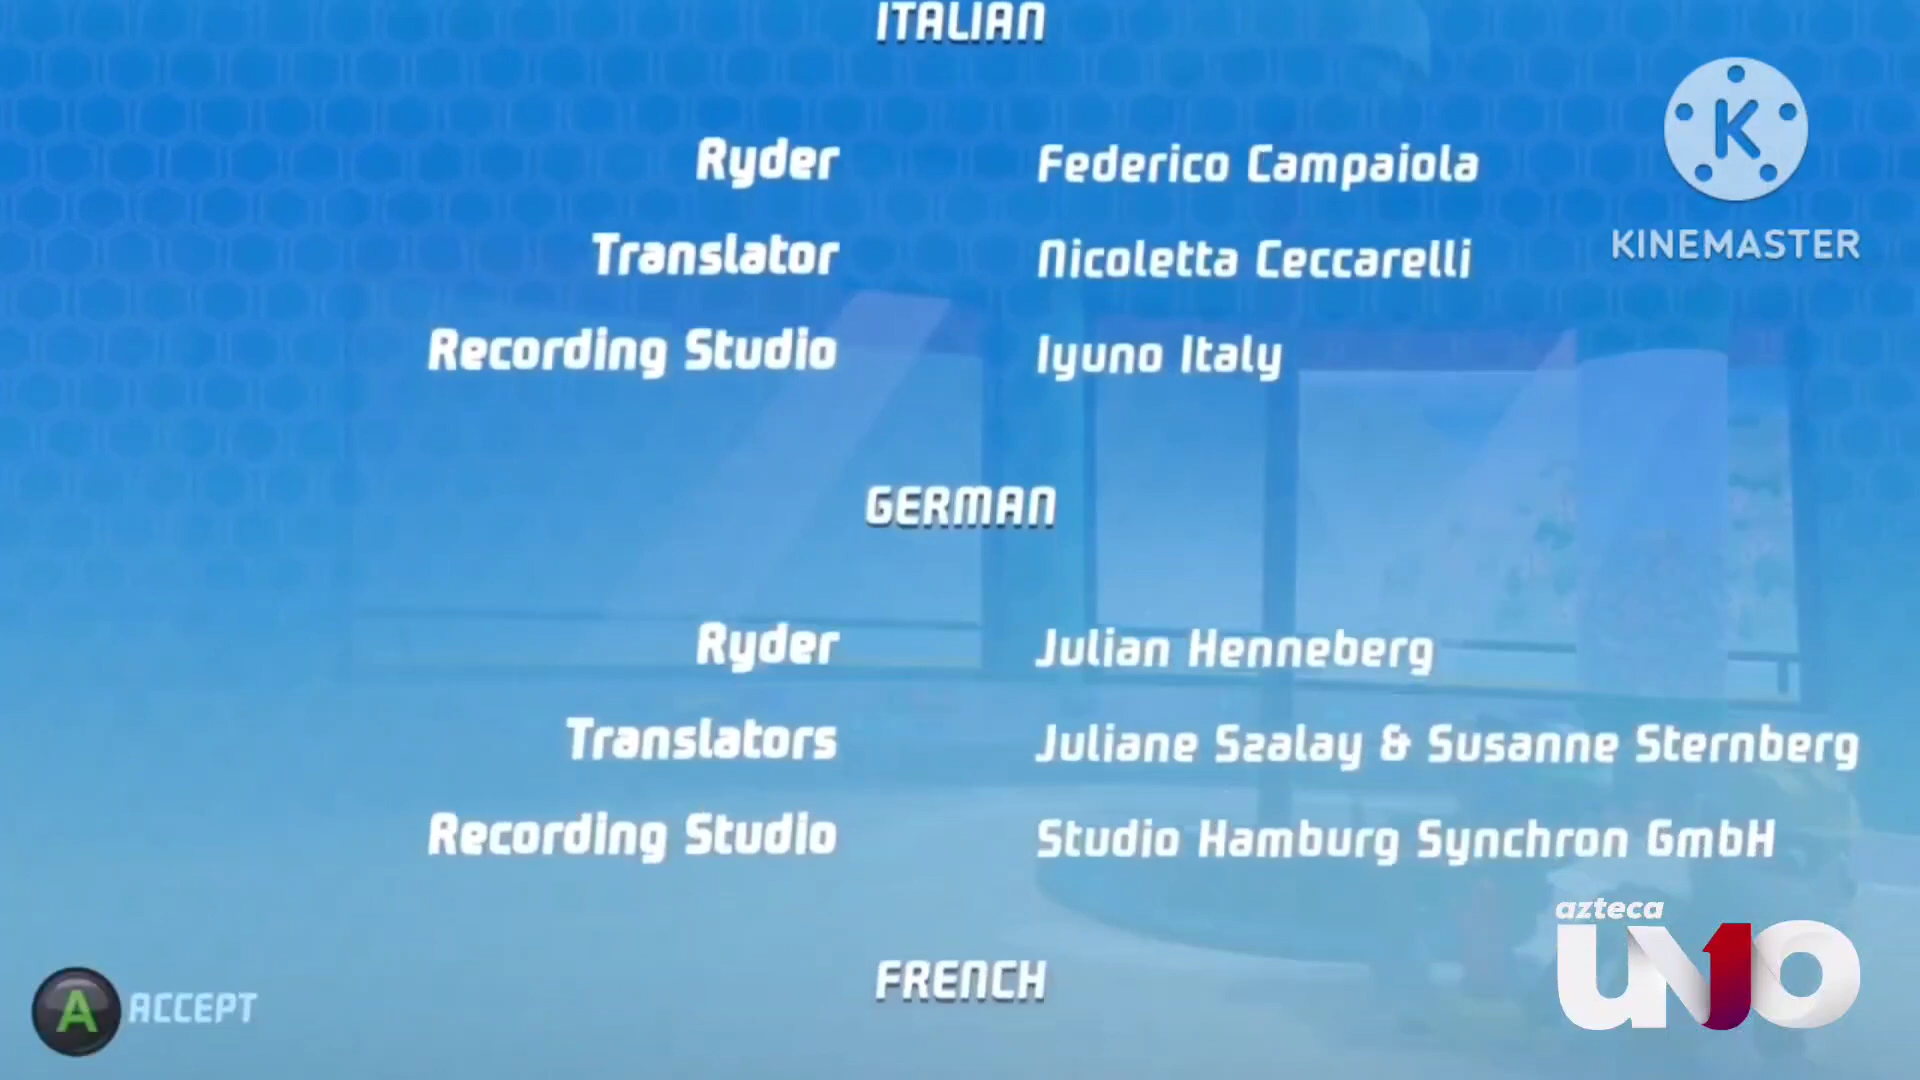 ITALIAN
Ryder Federico Campaiola
Translator Nicoletta Ceccarelli
Recording Studio Iyuno Italy
K
KINEMASTER
GERMAN
Ryder Julian Henneberg
Translators Juliane Szalay & Susanne Sternberg
Recording Studio Studio Hamburg Synchron GmbH
FRENCH
A ACCEPT
azteca
UNO